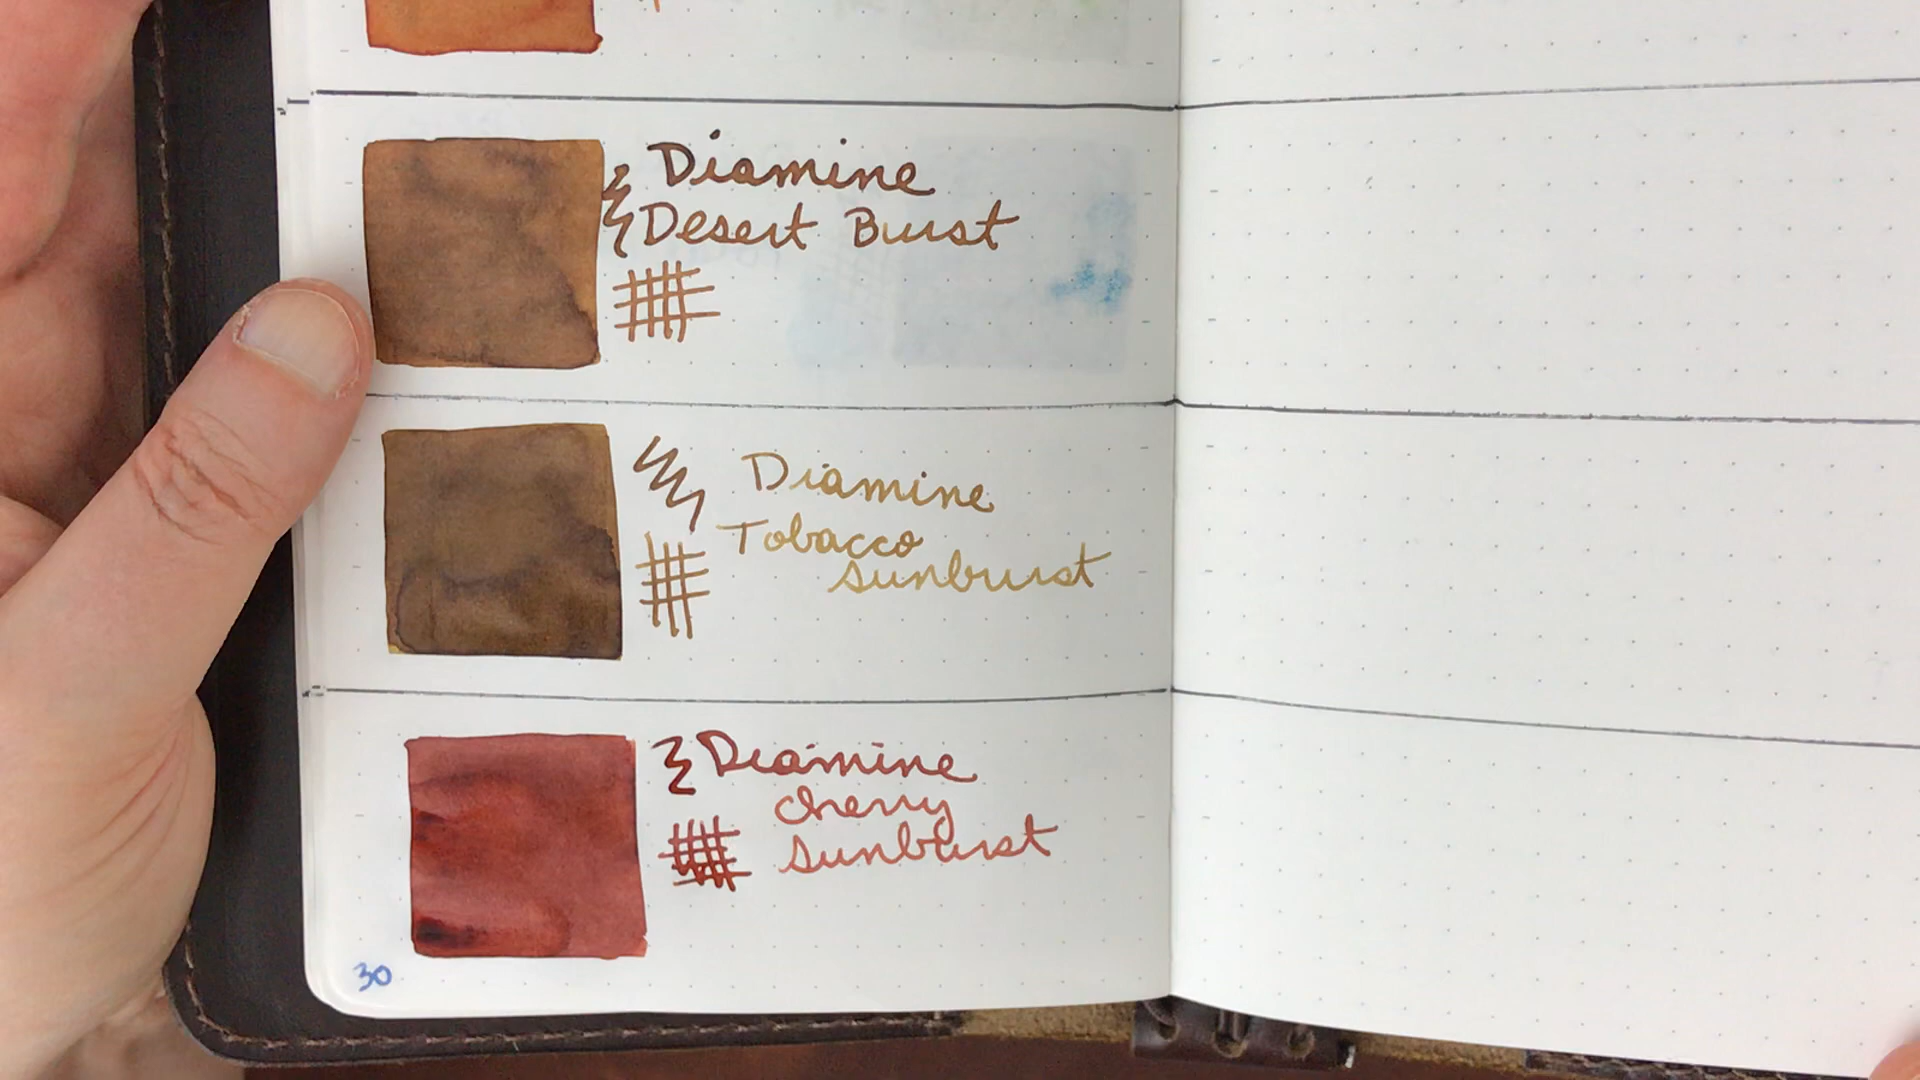 Diamine
Desert Burst
Diamine
Tobacco
sunburst
Diamine
cherry
sunburst
30